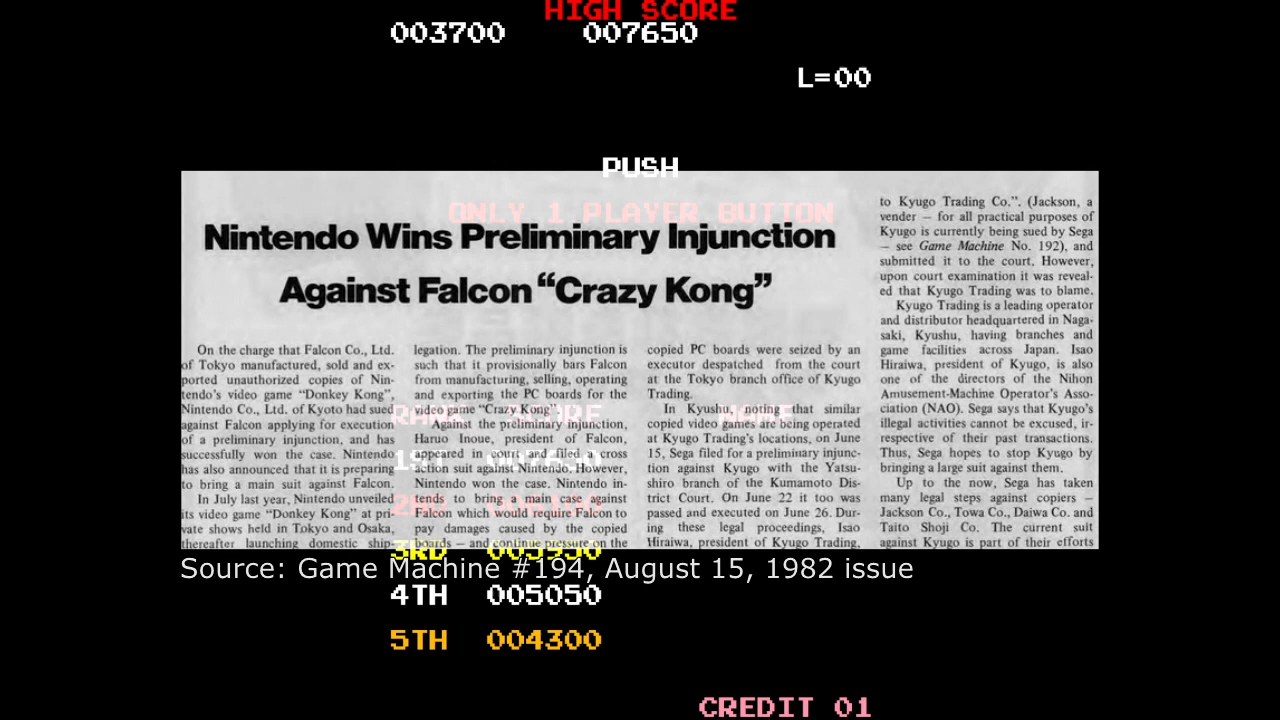 HIGH SCORE
003700 007650
L=00
PUSH
ONLY 1 PLAYER BUTTON
Nintendo Wins Preliminary Injunction
Against Falcon “Crazy Kong”
On the charge that Falcon Co., Ltd.
of Tokyo manufactured, sold and ex-
ported unauthorized copies of Nin-
tendo's video game “Donkey Kong”,
Nintendo Co., Ltd. of Kyoto had sued
against Falcon applying for execution
of a preliminary injunction, and has
successfully won the case. Nintendo
has also announced that it is preparing
to bring a main suit against Falcon.
In July last year, Nintendo unveiled
its video game “Donkey Kong” at pri-
vate shows held in Tokyo and Osaka,
thereafter launching domestic ship-
legation. The preliminary injunction is
such that it provisionally bars Falcon
from manufacturing, selling, operating
and exporting the PC boards for the
video game “Crazy Kong”.
Against the preliminary injunction,
Haruo Inoue, president of Falcon,
appeared in court and filed a cross
action suit against Nintendo. However,
Nintendo won the case. Nintendo in-
tends to bring a main case against
Falcon which would require Falcon to
pay damages caused by the copied
boards — and continue pressure on the
copied PC boards were seized by an
executor despatched from the court
at the Tokyo branch office of Kyugo
Trading.
In Kyushu, noting that similar
copied video games are being operated
at Kyugo Trading's locations, on June
15, Sega filed for a preliminary injunc-
tion against Kyugo with the Yatsu-
shiro branch of the Kumamoto Dis-
trict Court. On June 22 it too was
passed and executed on June 26. Dur-
ing these legal proceedings, Isao
Hiraiwa, president of Kyugo Trading,
to Kyugo Trading Co.”. (Jackson, a
vender — for all practical purposes of
Kyugo is currently being sued by Sega
— see Game Machine No. 192), and
submitted it to the court. However,
upon court examination it was reveal-
ed that Kyugo Trading was to blame.
Kyugo Trading is a leading operator
and distributor headquartered in Naga-
saki, Kyushu, having branches and
game facilities across Japan. Isao
Hiraiwa, president of Kyugo, is also
one of the directors of the Nihon
Amusement-Machine Operator's Asso-
ciation (NAO). Sega says that Kyugo's
illegal activities cannot be excused, ir-
respective of their past transactions.
Thus, Sega hopes to stop Kyugo by
bringing a large suit against them.
Up to the now, Sega has taken
many legal steps against copiers —
Jackson Co., Towa Co., Daiwa Co. and
Taito Shoji Co. The current suit
against Kyugo is part of their efforts
RANK SCORE NAME
1ST 007650
2ND
3RD 005950
Source: Game Machine #194, August 15, 1982 issue
4TH 005050
5TH 004300
CREDIT 01